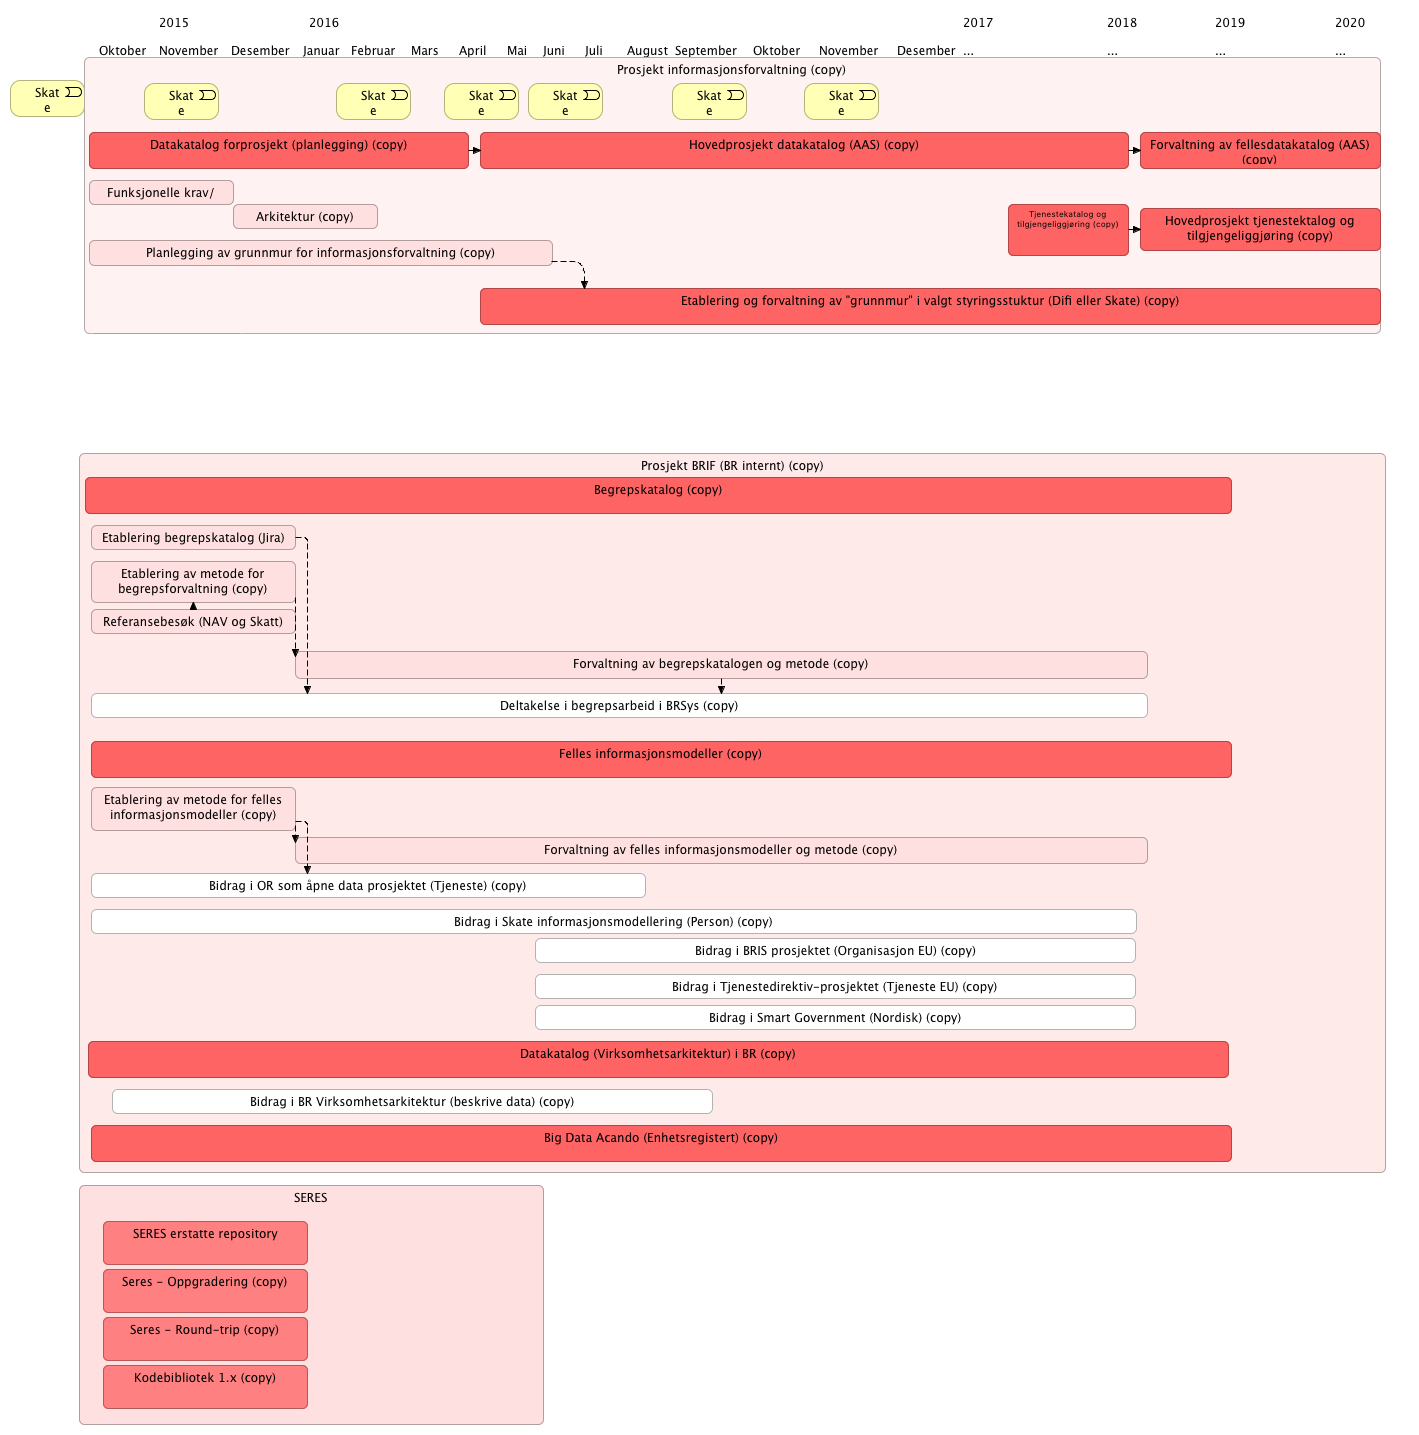 2015 2016 2017 2018 2019 2020
Oktober November Desember Januar Februar Mars April Mai Juni Juli August September Oktober November Desember ... ... ... ...
Prosjekt informasjonsforvaltning (copy)
Skat
e
Skat
e
Skat
e
Skat
e
Skat
e
Skat
e
Skat
e
Datakatalog forprosjekt (planlegging) (copy)
Hovedprosjekt datakatalog (AAS) (copy)
Forvaltning av fellesdatakatalog (AAS)
(copy)
Funksjonelle krav/
Arkitektur (copy)
Tjenestekatalog og
tilgjengeliggjøring (copy)
Hovedprosjekt tjenestektalog og
tilgjengeliggjøring (copy)
Planlegging av grunnmur for informasjonsforvaltning (copy)
Etablering og forvaltning av "grunnmur" i valgt styringsstuktur (Difi eller Skate) (copy)
Prosjekt BRIF (BR internt) (copy)
Begrepskatalog (copy)
Etablering begrepskatalog (Jira)
Etablering av metode for
begrepsforvaltning (copy)
Referansebesøk (NAV og Skatt)
Forvaltning av begrepskatalogen og metode (copy)
Deltakelse i begrepsarbeid i BRSys (copy)
Felles informasjonsmodeller (copy)
Etablering av metode for felles
informasjonsmodeller (copy)
Forvaltning av felles informasjonsmodeller og metode (copy)
Bidrag i OR som åpne data prosjektet (Tjeneste) (copy)
Bidrag i Skate informasjonsmodellering (Person) (copy)
Bidrag i BRIS prosjektet (Organisasjon EU) (copy)
Bidrag i Tjenestedirektiv-prosjektet (Tjeneste EU) (copy)
Bidrag i Smart Government (Nordisk) (copy)
Datakatalog (Virksomhetsarkitektur) i BR (copy)
Bidrag i BR Virksomhetsarkitektur (beskrive data) (copy)
Big Data Acando (Enhetsregistert) (copy)
SERES
SERES erstatte repository
Seres - Oppgradering (copy)
Seres - Round-trip (copy)
Kodebibliotek 1.x (copy)